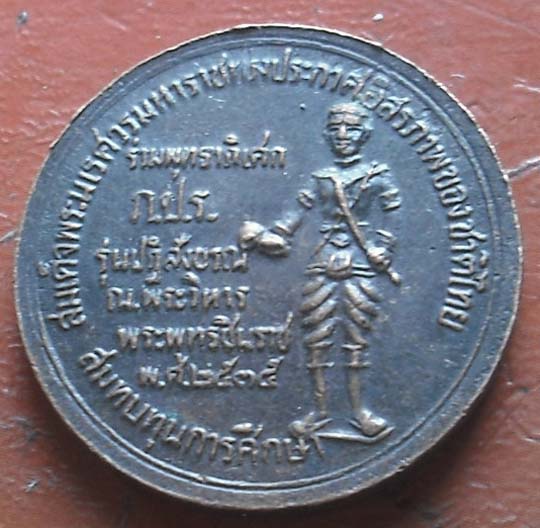 สมเด็จพระนเรศวรมหาราชทรงประกาศอิสรภาพของชาติไทย
ร่วมพุทธาภิเศก
ภ.ป.ร.
รุ่นปฏิสังขรณ์
ณ.พระวิหาร
พระพุทธชินราช
พ.ศ.๒๕๓๕
สมทบทุนการศึกษา